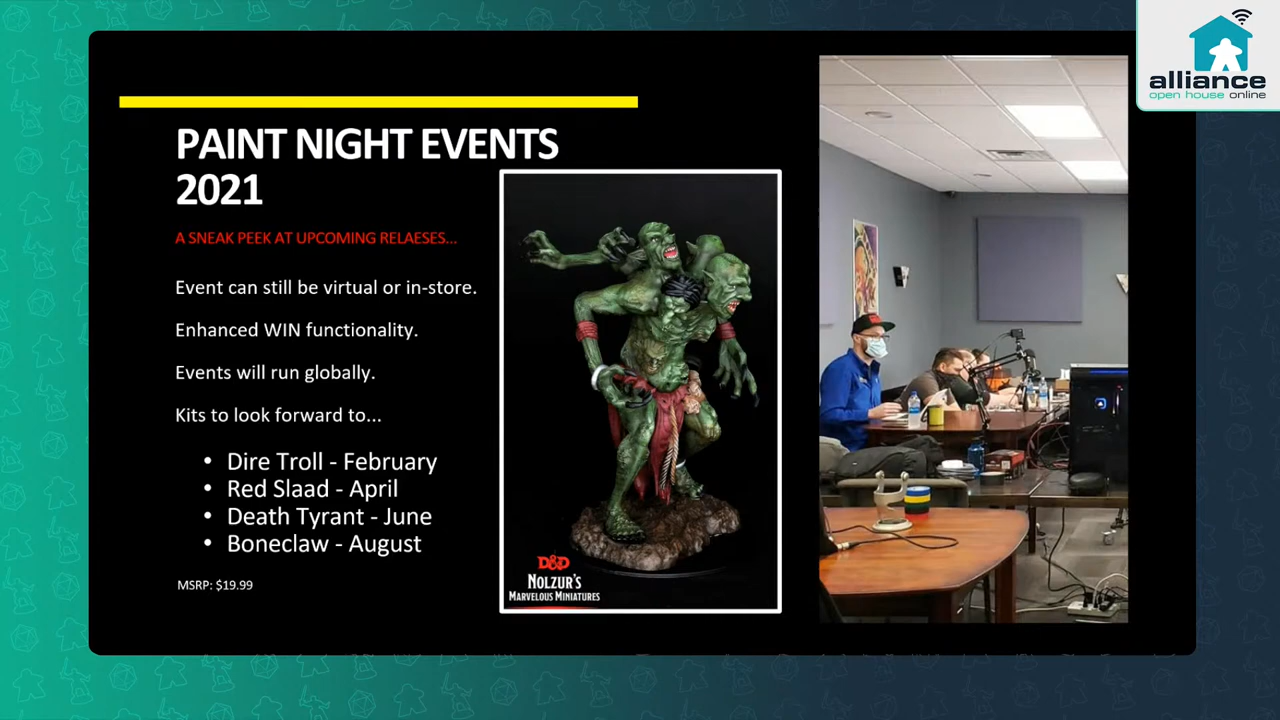 alliance
open house online
PAINT NIGHT EVENTS
2021
A SNEAK PEEK AT UPCOMING RELAESES...
Event can still be virtual or in-store.
Enhanced WIN functionality.
Events will run globally.
Kits to look forward to...
• Dire Troll - February
• Red Slaad - April
• Death Tyrant - June
• Boneclaw - August
MSRP: $19.99
D&D
NOLZUR'S
MARVELOUS MINIATURES